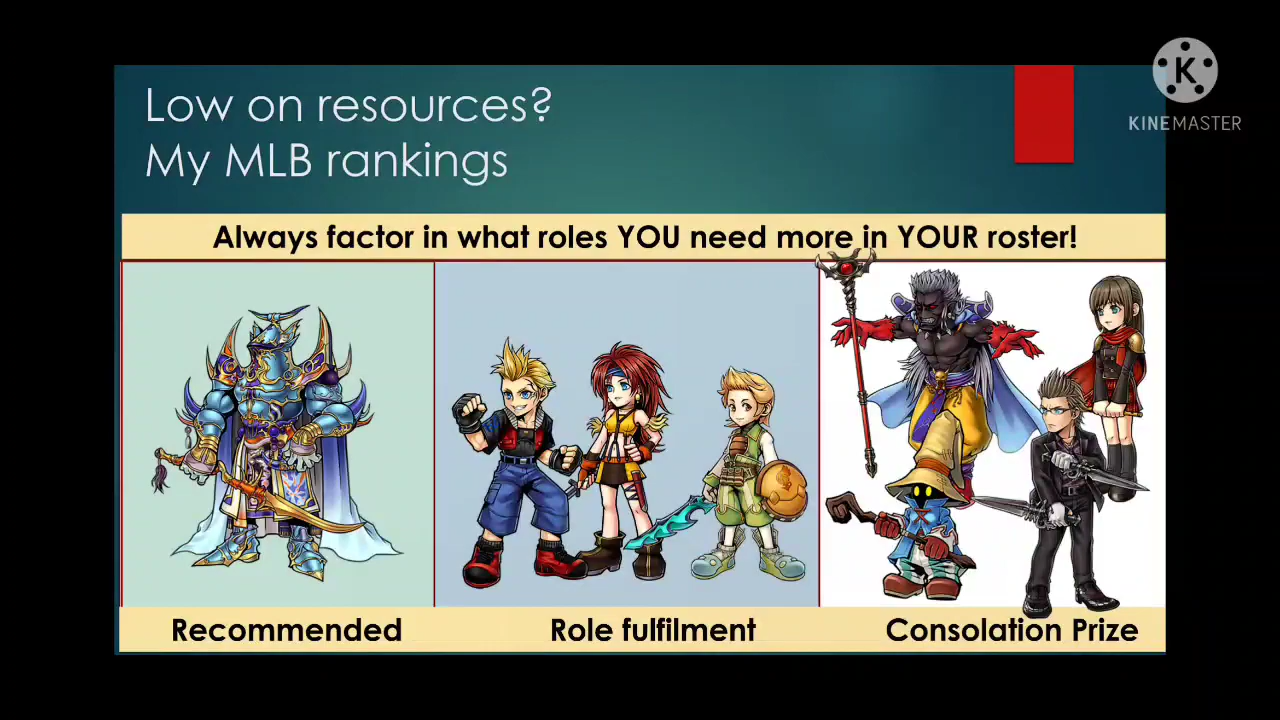 Low on resources?
My MLB rankings
K
KINEMASTER
Always factor in what roles YOU need more in YOUR roster!
Recommended
Role fulfilment
Consolation Prize